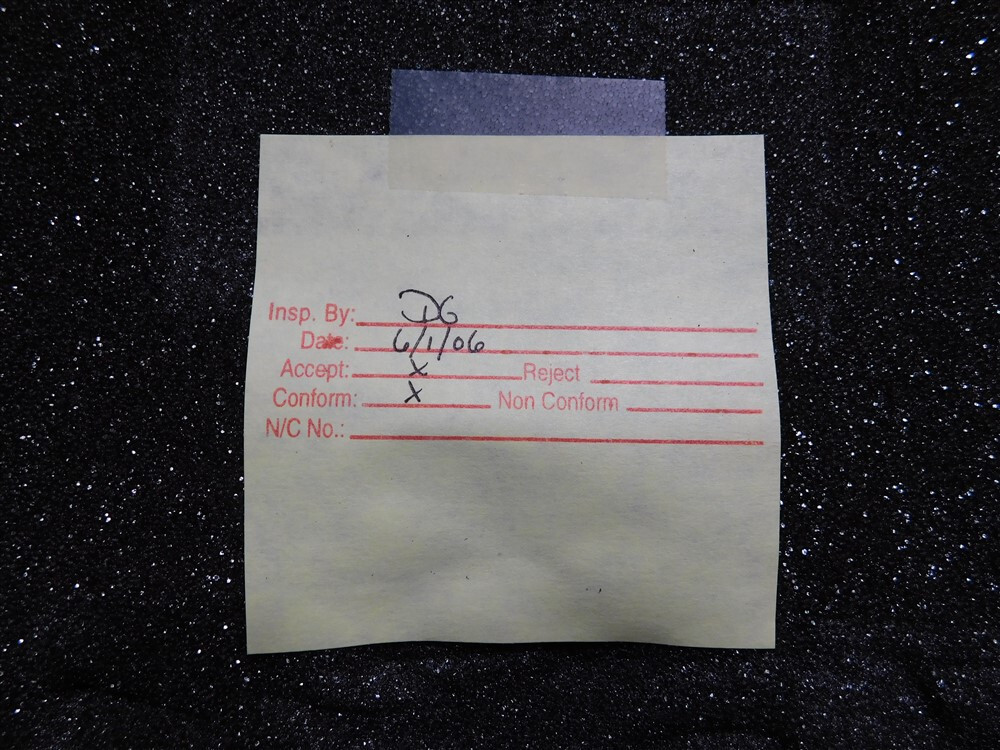 Insp. By: DG
Date: 6/1/06
Accept: X Reject
Conform: X Non Conform
N/C No.: